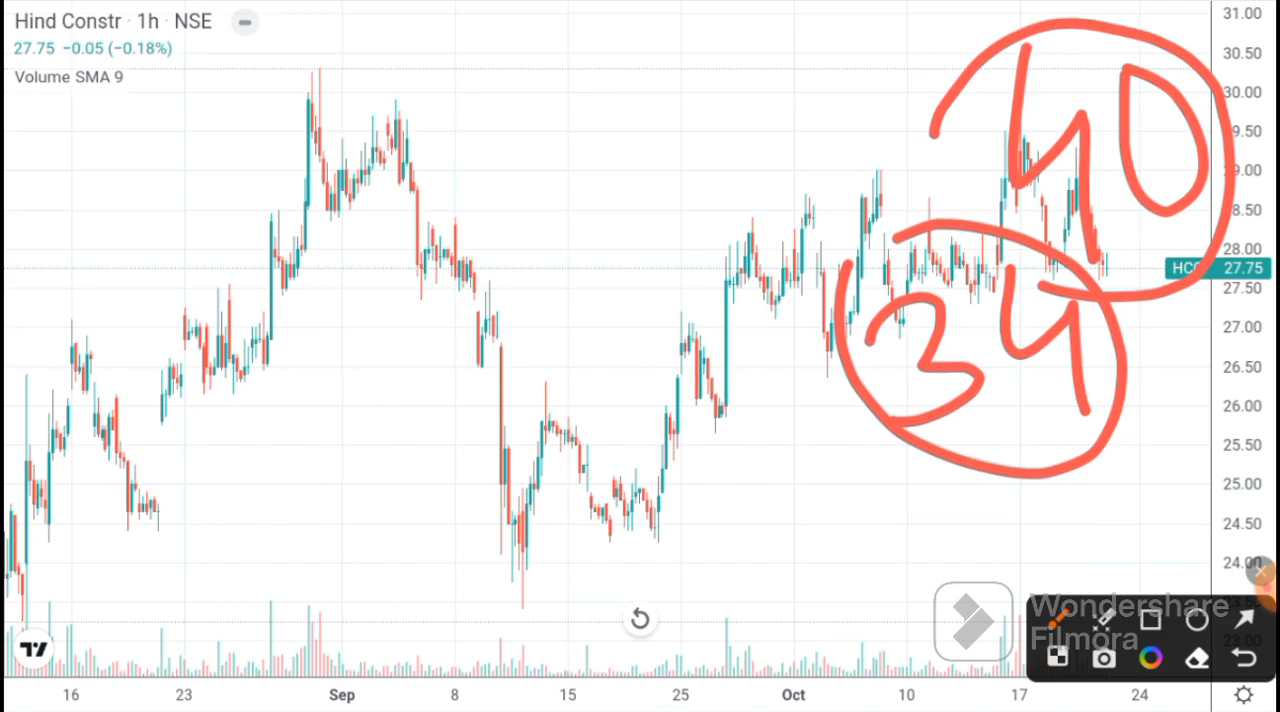 Hind Constr · 1h · NSE
27.75 −0.05 (−0.18%)
Volume SMA 9
31.00
30.50
30.00
29.50
29.00
28.50
28.00
HCC 27.75
27.50
27.00
26.50
26.00
25.50
25.00
24.50
24.00
23.00
40
34
Wondershare
Filmora
16 23 Sep 8 15 25 Oct 10 17 24